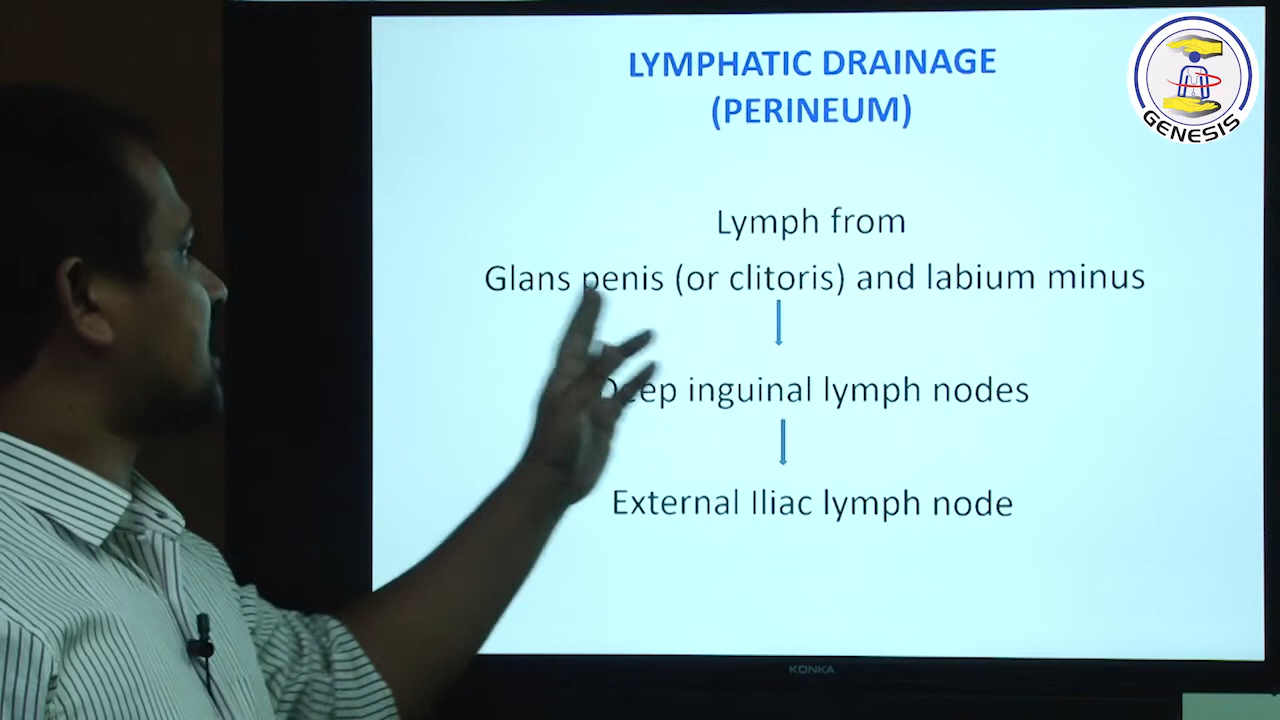 LYMPHATIC DRAINAGE
(PERINEUM)
GENESIS
Lymph from
Glans penis (or clitoris) and labium minus
Deep inguinal lymph nodes
External Iliac lymph node
KONKA